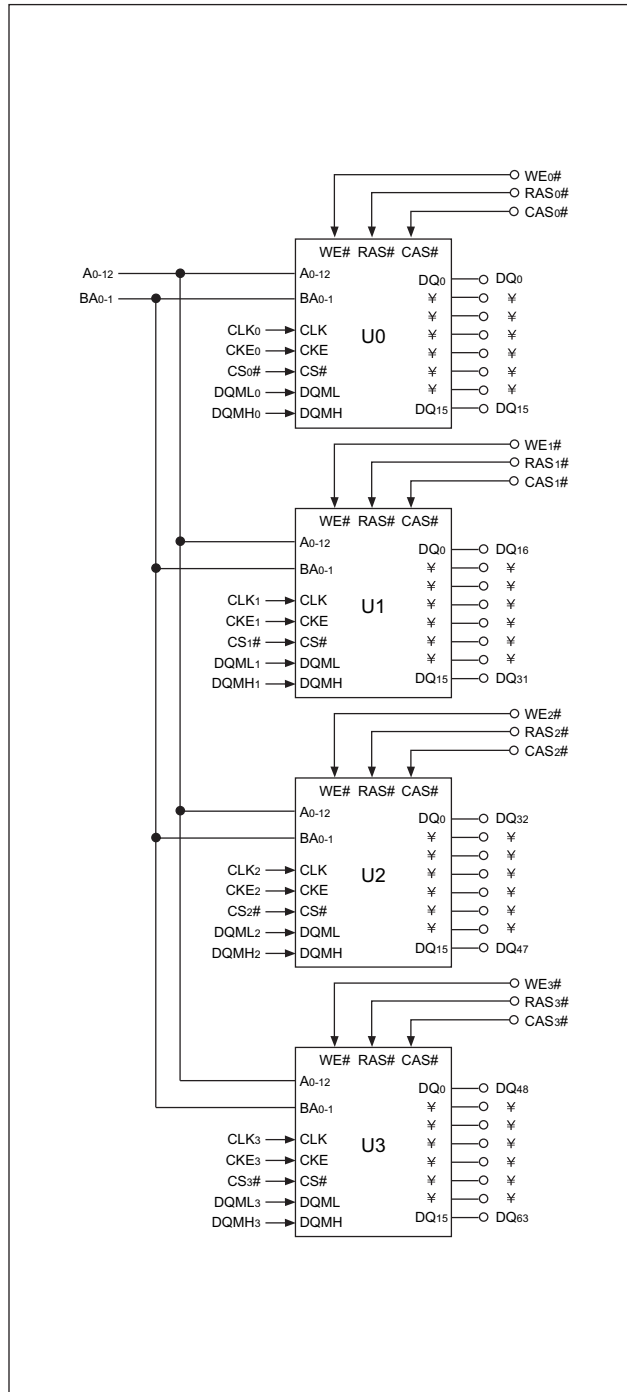 WE0#
RAS0#
CAS0#
WE# RAS# CAS#
A0-12 A0-12 DQ0 DQ0
BA0-1 BA0-1 ¥ ¥
¥ ¥
CLK0 CLK ¥ ¥
CKE0 CKE U0 ¥ ¥
CS0# CS# ¥ ¥
DQML0 DQML ¥ ¥
DQMH0 DQMH DQ15 DQ15
WE1#
RAS1#
CAS1#
WE# RAS# CAS#
A0-12 DQ0 DQ16
BA0-1 ¥ ¥
¥ ¥
CLK1 CLK ¥ ¥
CKE1 CKE U1 ¥ ¥
CS1# CS# ¥ ¥
DQML1 DQML ¥ ¥
DQMH1 DQMH DQ15 DQ31
WE2#
RAS2#
CAS2#
WE# RAS# CAS#
A0-12 DQ0 DQ32
BA0-1 ¥ ¥
¥ ¥
CLK2 CLK ¥ ¥
CKE2 CKE U2 ¥ ¥
CS2# CS# ¥ ¥
DQML2 DQML ¥ ¥
DQMH2 DQMH DQ15 DQ47
WE3#
RAS3#
CAS3#
WE# RAS# CAS#
A0-12 DQ0 DQ48
BA0-1 ¥ ¥
¥ ¥
CLK3 CLK ¥ ¥
CKE3 CKE U3 ¥ ¥
CS3# CS# ¥ ¥
DQML3 DQML ¥ ¥
DQMH3 DQMH DQ15 DQ63